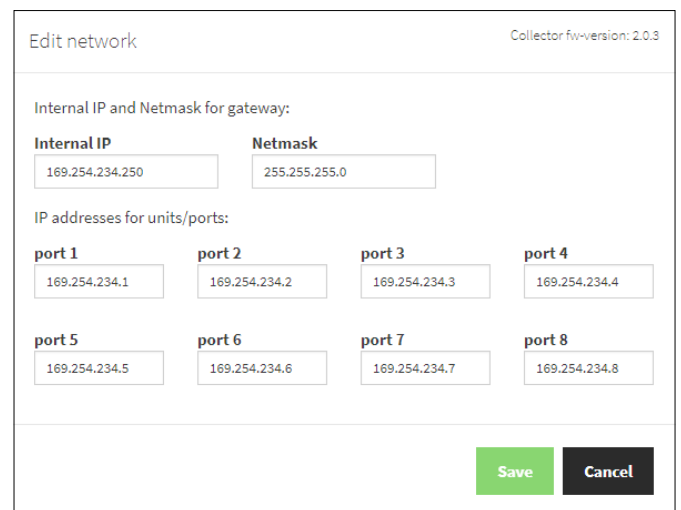 Edit network
Collector fw-version: 2.0.3
Internal IP and Netmask for gateway:
Internal IP Netmask
169.254.234.250 255.255.255.0
IP addresses for units/ports:
port 1 port 2 port 3 port 4
169.254.234.1 169.254.234.2 169.254.234.3 169.254.234.4
port 5 port 6 port 7 port 8
169.254.234.5 169.254.234.6 169.254.234.7 169.254.234.8
Save Cancel